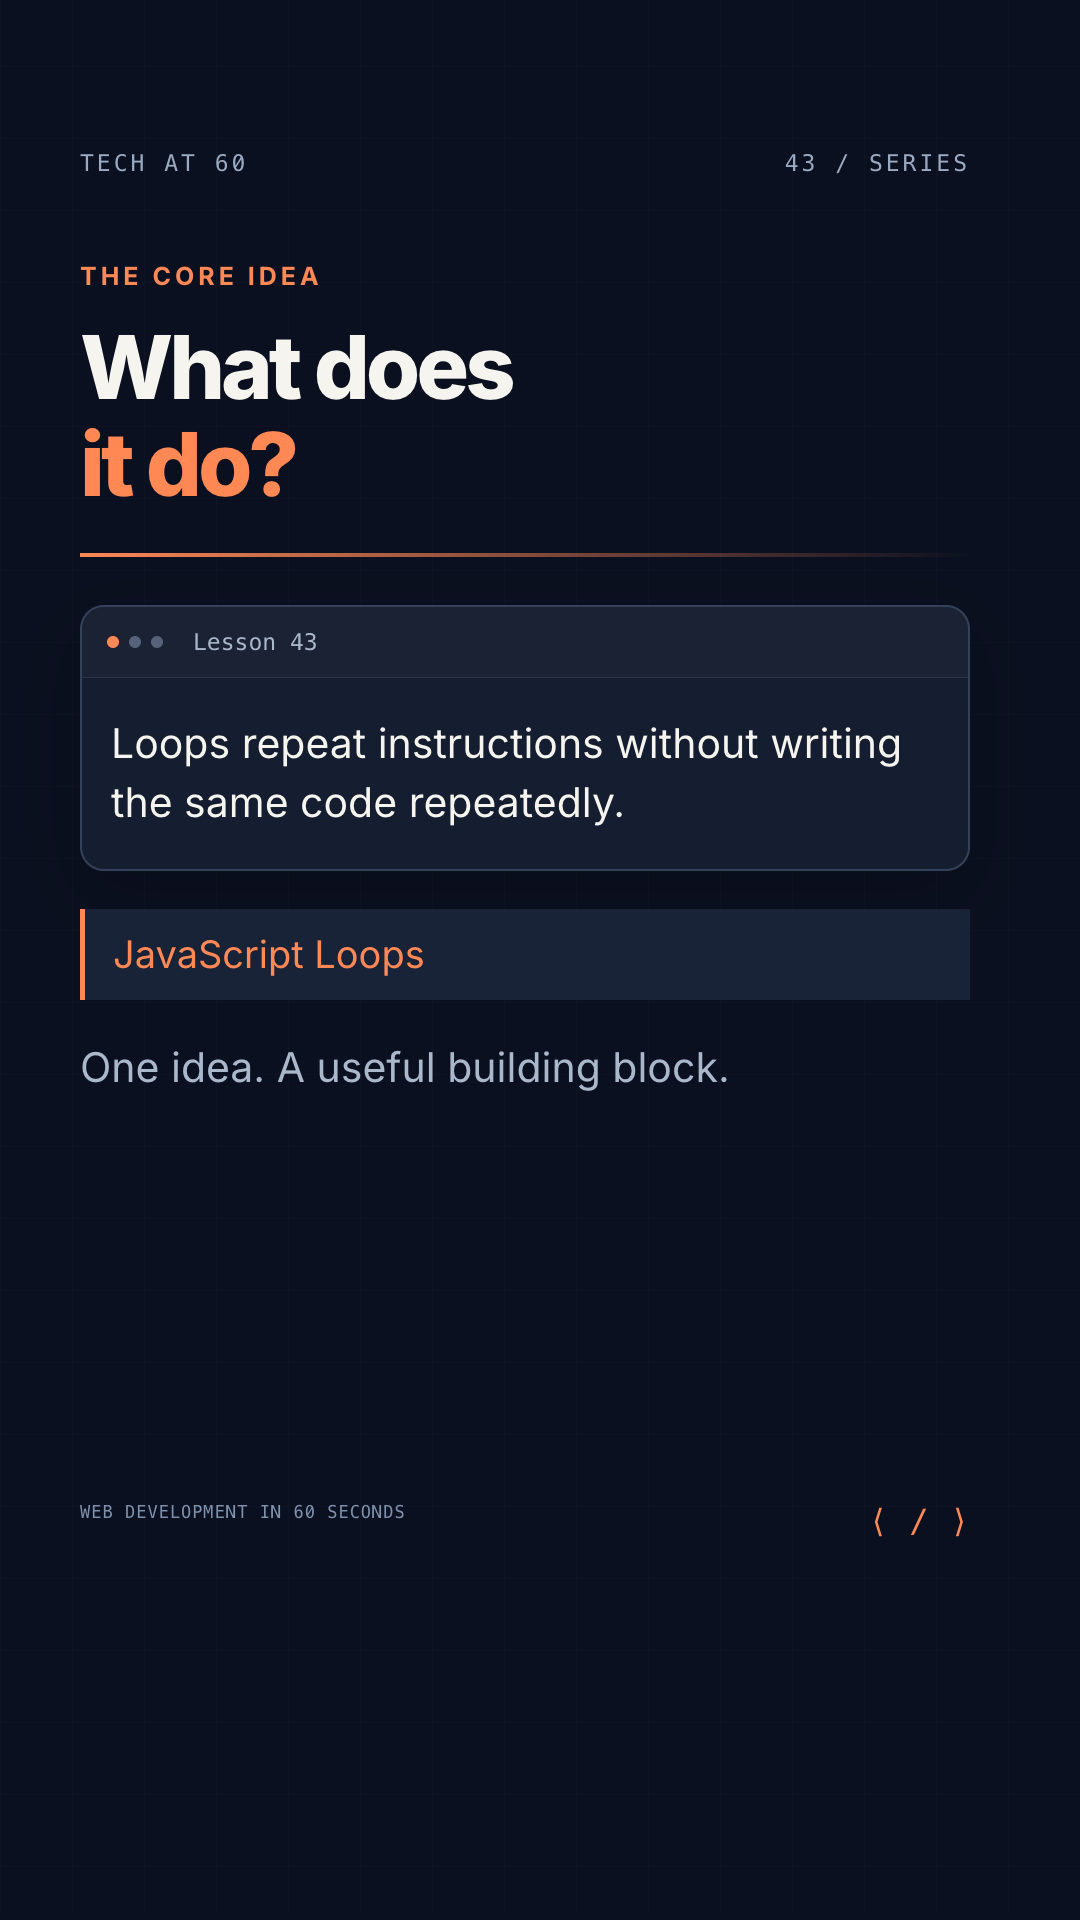 TECH AT 60
43 / SERIES
THE CORE IDEA
What does
it do?
Lesson 43
Loops repeat instructions without writing
the same code repeatedly.
JavaScript Loops
One idea. A useful building block.
WEB DEVELOPMENT IN 60 SECONDS
⟨ / ⟩